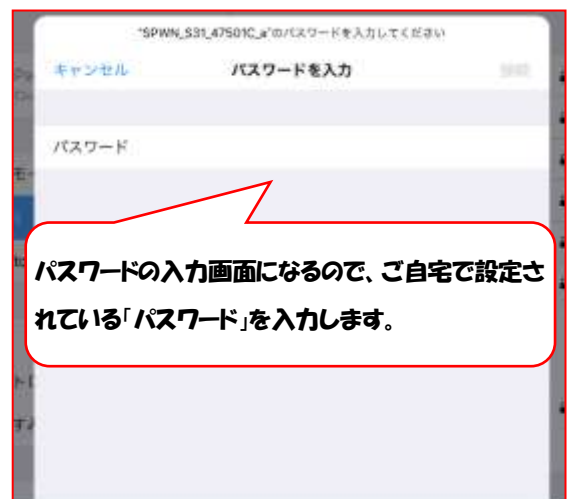 "SPWN_S31_47501C_a"のパスワードを入力してください
キャンセル パスワードを入力
パスワード
パスワードの入力画面になるので、ご自宅で設定さ
れている「パスワード」を入力します。